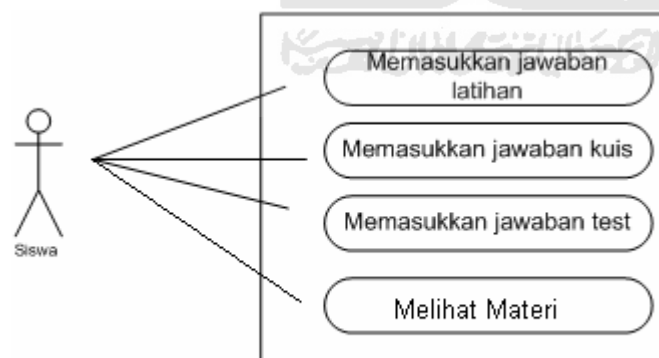 Memasukkan jawaban
latihan
Memasukkan jawaban kuis
Memasukkan jawaban test
Siswa
Melihat Materi